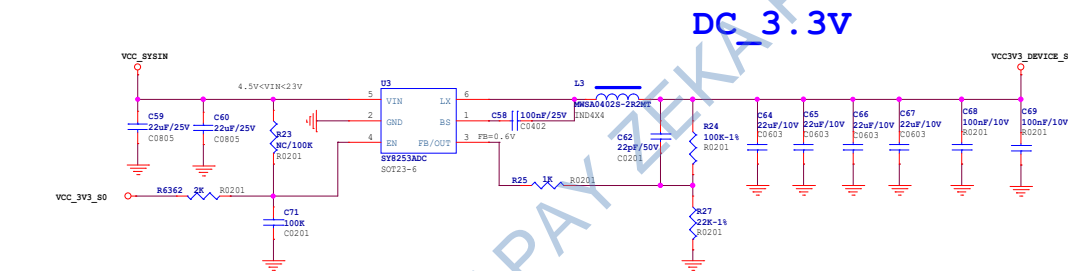 DC_3.3V
VCC_SYSIN
VCC3V3_DEVICE_S
4.5V<VIN<23V
U3
5 VIN
LX 6
2 GND
BS 1
4 EN
FB/OUT 3
SY8253ADC
SOT23-6
FB=0.6V
L3
MWSA0402S-2R2MT
IND4X4
C58 100nF/25V
C0402
C59
22uF/25V
C0805
C60
22uF/25V
C0805
R23
NC/100K
R0201
C62
22pF/50V
C0201
R24
100K-1%
R0201
C64
22uF/10V
C0603
C65
22uF/10V
C0603
C66
22uF/10V
C0603
C67
22uF/10V
C0603
C68
100nF/10V
R0201
C69
100nF/10V
R0201
R25 1K R0201
VCC_3V3_S0
R6362 2K R0201
C71
100K
C0201
R27
22K-1%
R0201
PAY ZEKA